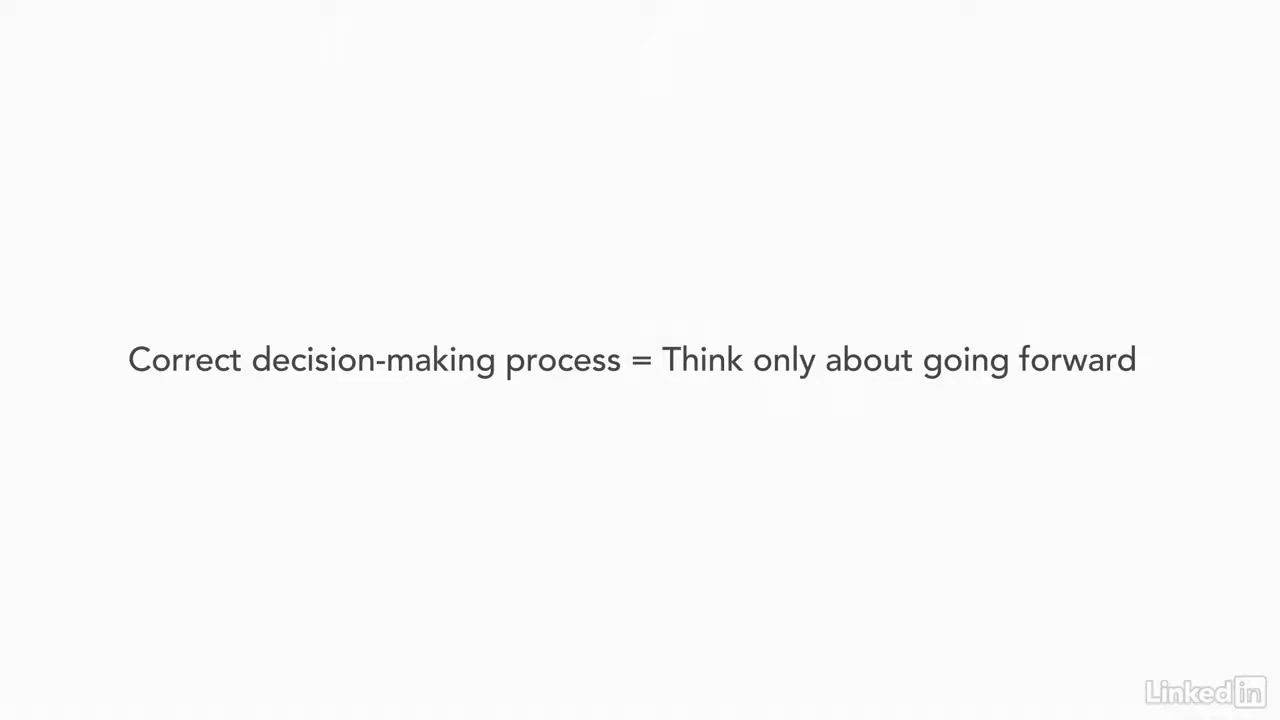 Correct decision-making process = Think only about going forward
Linked in